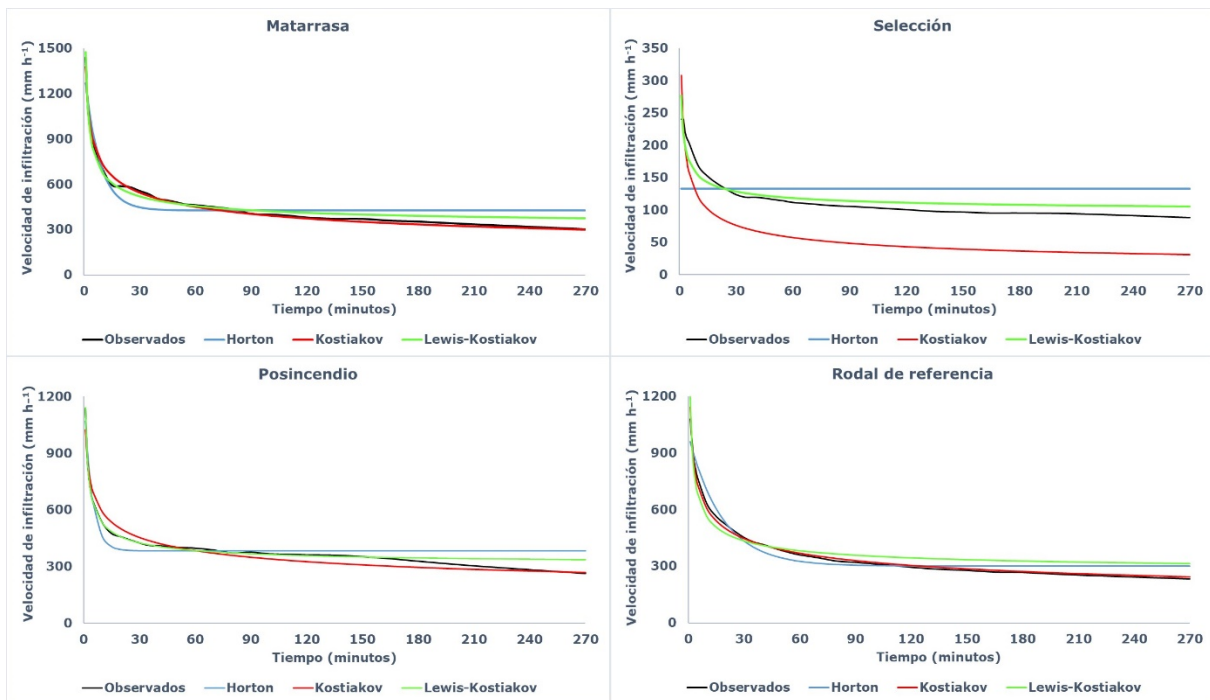 Matarrasa
Velocidad de infiltración (mm h⁻¹)
1500
1200
900
600
300
0
0 30 60 90 120 150 180 210 240 270
Tiempo (minutos)
Observados Horton Kostiakov Lewis-Kostiakov
Selección
Velocidad de infiltración (mm h⁻¹)
350
300
250
200
150
100
50
0
0 30 60 90 120 150 180 210 240 270
Tiempo (minutos)
Observados Horton Kostiakov Lewis-Kostiakov
Posincendio
Velocidad de infiltración (mm h⁻¹)
1200
900
600
300
0
0 30 60 90 120 150 180 210 240 270
Tiempo (minutos)
Observados Horton Kostiakov Lewis-Kostiakov
Rodal de referencia
Velocidad de infiltración (mm h⁻¹)
1200
900
600
300
0
0 30 60 90 120 150 180 210 240 270
Tiempo (minutos)
Observados Horton Kostiakov Lewis-Kostiakov